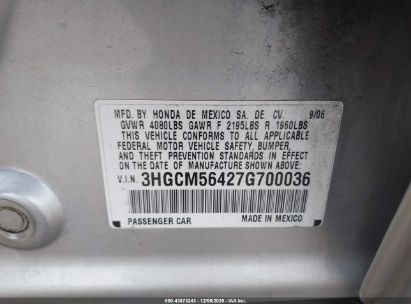 MFD. BY HONDA DE MEXICO SA. DE. CV. 9/06
GVWR 4080LBS GAWR F 2195LBS R 1960LBS
THIS VEHICLE CONFORMS TO ALL APPLICABLE
FEDERAL MOTOR VEHICLE SAFETY, BUMPER,
AND THEFT PREVENTION STANDARDS IN EFFECT
ON THE DATE OF MANUFACTURE SHOWN ABOVE:
V.I.N. 3HGCM56427G700036
PASSENGER CAR MADE IN MEXICO